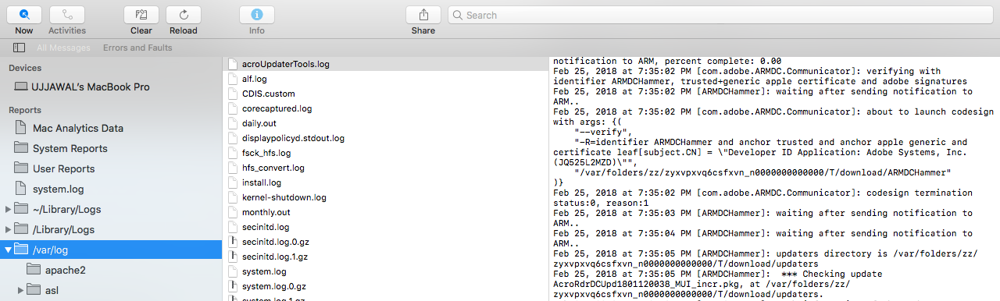 Search
Now
Activities
Clear
Reload
Info
Share
All Messages
Errors and Faults
Devices
UJJAWAL's MacBook Pro
Reports
Mac Analytics Data
System Reports
User Reports
system.log
~/Library/Logs
/Library/Logs
/var/log
apache2
asl
acroUpdaterTools.log
alf.log
CDIS.custom
corecaptured.log
daily.out
displaypolicyd.stdout.log
fsck_hfs.log
hfs_convert.log
install.log
kernel-shutdown.log
monthly.out
secinitd.log
secinitd.log.0.gz
secinitd.log.1.gz
system.log
system.log.0.gz
system.log.1.gz
notification to ARM, percent complete: 0.00
Feb 25, 2018 at 7:35:02 PM [com.adobe.ARMDC.Communicator]: verifying with
identifier ARMDCHammer, trusted+generic apple certificate and adobe signatures
Feb 25, 2018 at 7:35:02 PM [ARMDCHammer]: waiting after sending notification to
ARM..
Feb 25, 2018 at 7:35:02 PM [com.adobe.ARMDC.Communicator]: about to launch codesign
with args: {(
"--verify",
"-R=identifier ARMDCHammer and anchor trusted and anchor apple generic and
certificate leaf[subject.CN] = \"Developer ID Application: Adobe Systems, Inc.
(JQ525L2MZD)\"",
"/var/folders/zz/zyxvpxvq6csfxvn_n0000000000000/T/download/ARMDCHammer"
)}
Feb 25, 2018 at 7:35:02 PM [com.adobe.ARMDC.Communicator]: codesign termination
status:0, reason:1
Feb 25, 2018 at 7:35:03 PM [ARMDCHammer]: waiting after sending notification to
ARM..
Feb 25, 2018 at 7:35:04 PM [ARMDCHammer]: waiting after sending notification to
ARM..
Feb 25, 2018 at 7:35:05 PM [ARMDCHammer]: updaters directory is /var/folders/zz/
zyxvpxvq6csfxvn_n0000000000000/T/download/updaters
Feb 25, 2018 at 7:35:05 PM [ARMDCHammer]:  *** Checking update
AcroRdrDCUpd1801120038_MUI_incr.pkg, at /var/folders/zz/
zyxvpxvq6csfxvn_n0000000000000/T/download/updaters.